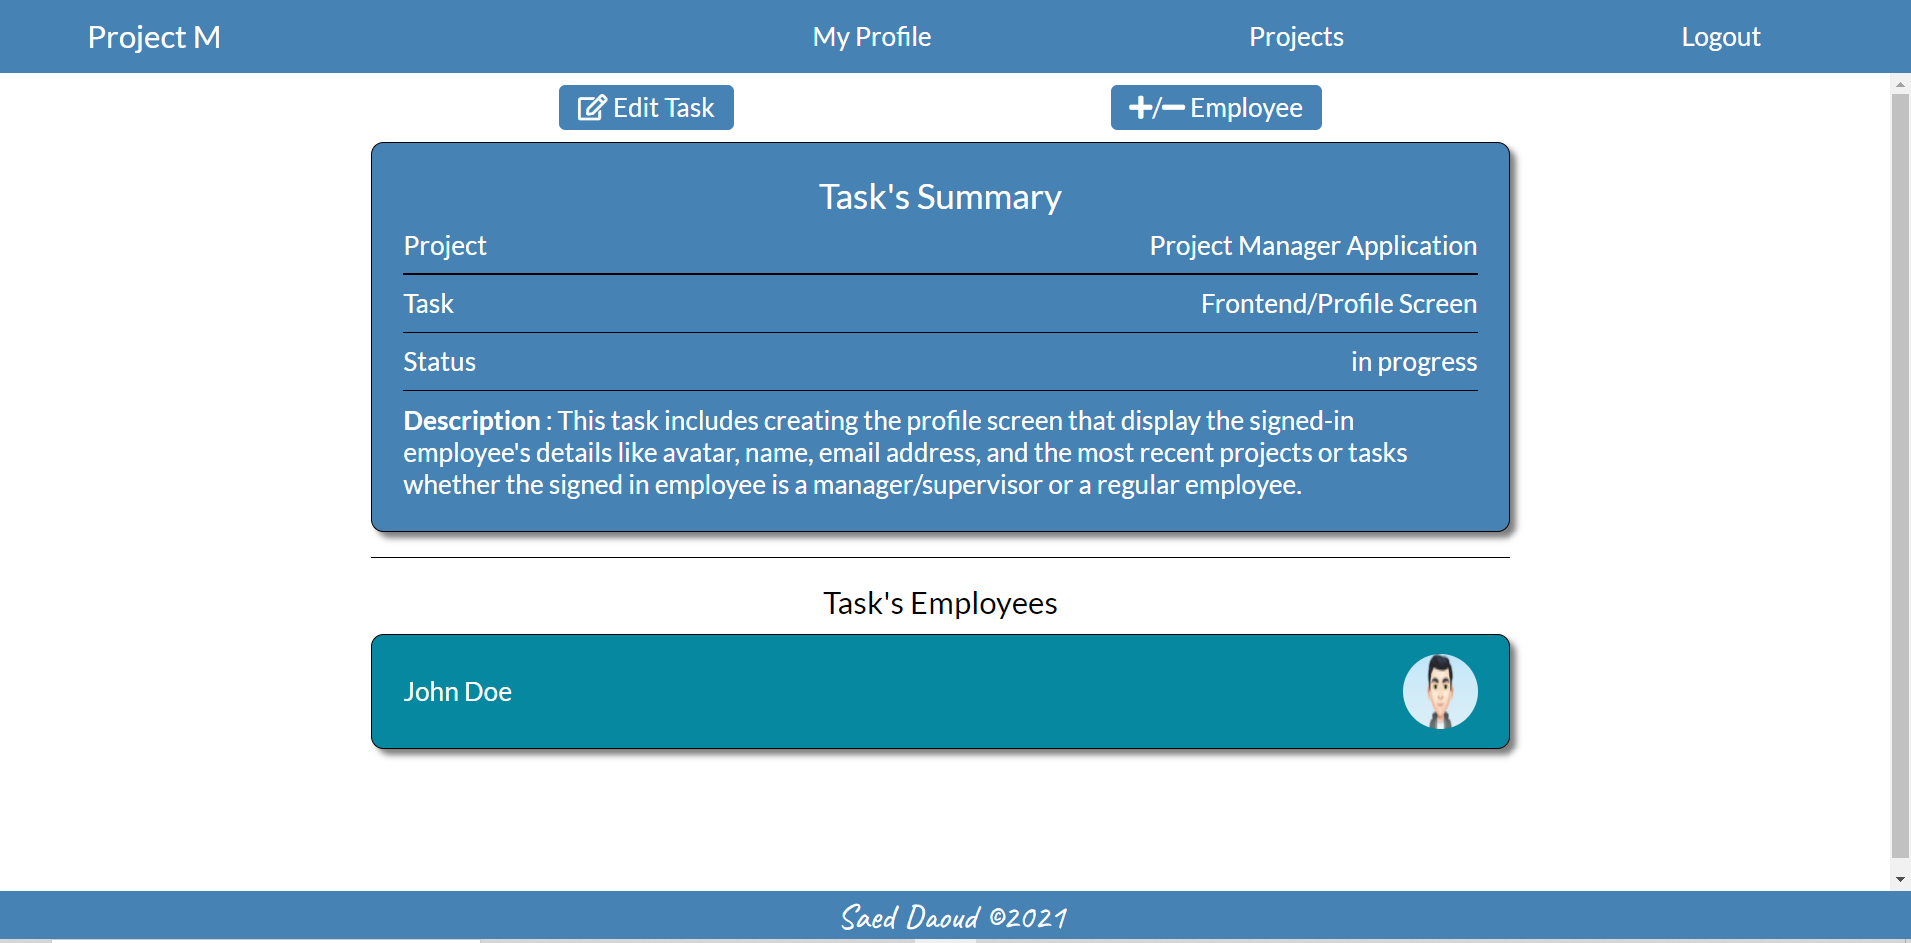 Project M
My Profile
Projects
Logout
Edit Task
+/- Employee
Task's Summary
Project Project Manager Application
Task Frontend/Profile Screen
Status in progress
Description : This task includes creating the profile screen that display the signed-in
employee's details like avatar, name, email address, and the most recent projects or tasks
whether the signed in employee is a manager/supervisor or a regular employee.
Task's Employees
John Doe
Saed Daoud ©2021